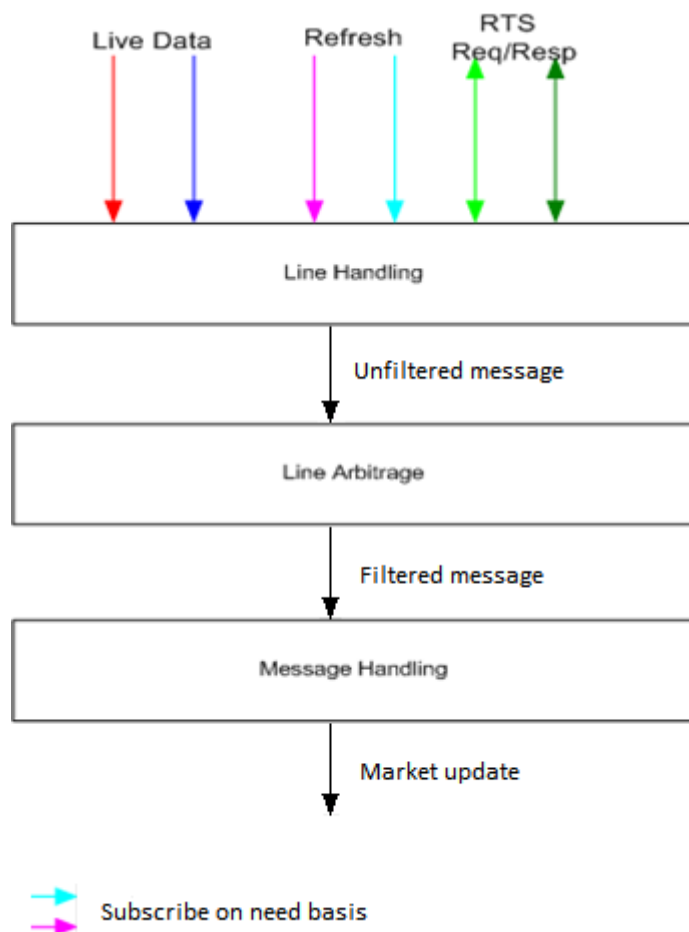 Live Data
Refresh
RTS
Req/Resp
Line Handling
Unfiltered message
Line Arbitrage
Filtered message
Message Handling
Market update
Subscribe on need basis